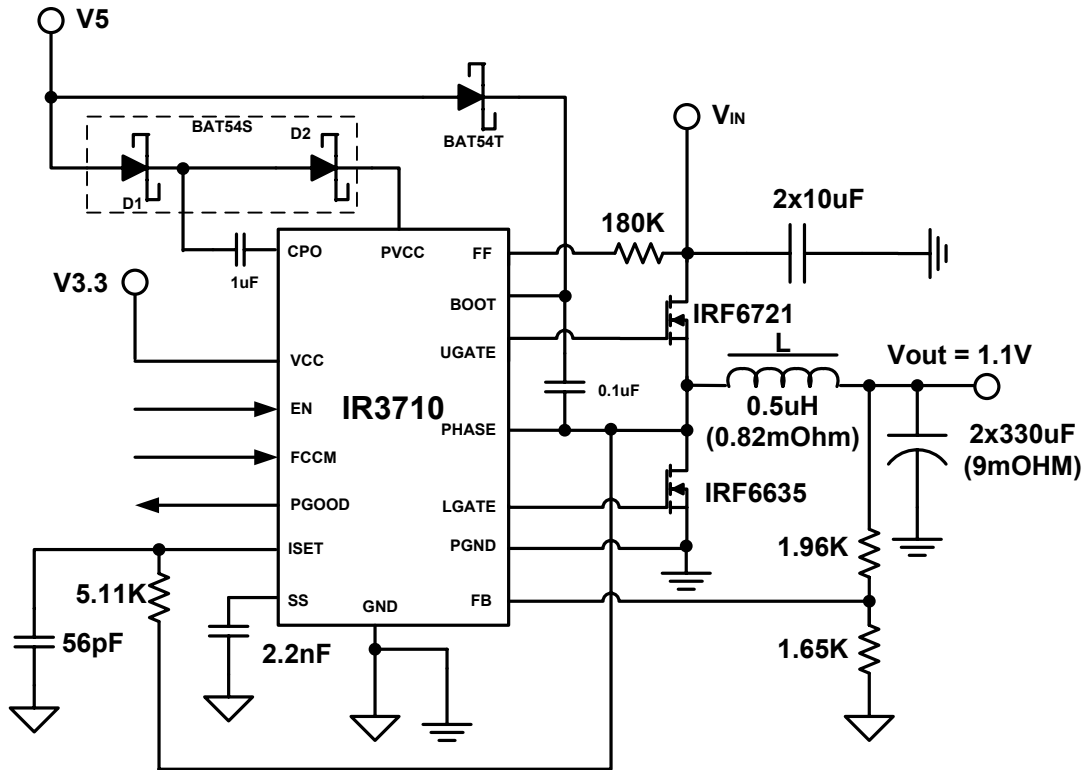 V5
BAT54S
D2
D1
BAT54T
VIN
2x10uF
180K
1uF
CPO
PVCC
FF
V3.3
BOOT
IRF6721
UGATE
L
Vout = 1.1V
VCC
0.1uF
EN
IR3710
0.5uH
(0.82mOhm)
PHASE
2x330uF
(9mOHM)
FCCM
IRF6635
PGOOD
LGATE
ISET
PGND
1.96K
5.11K
SS
GND
FB
56pF
2.2nF
1.65K